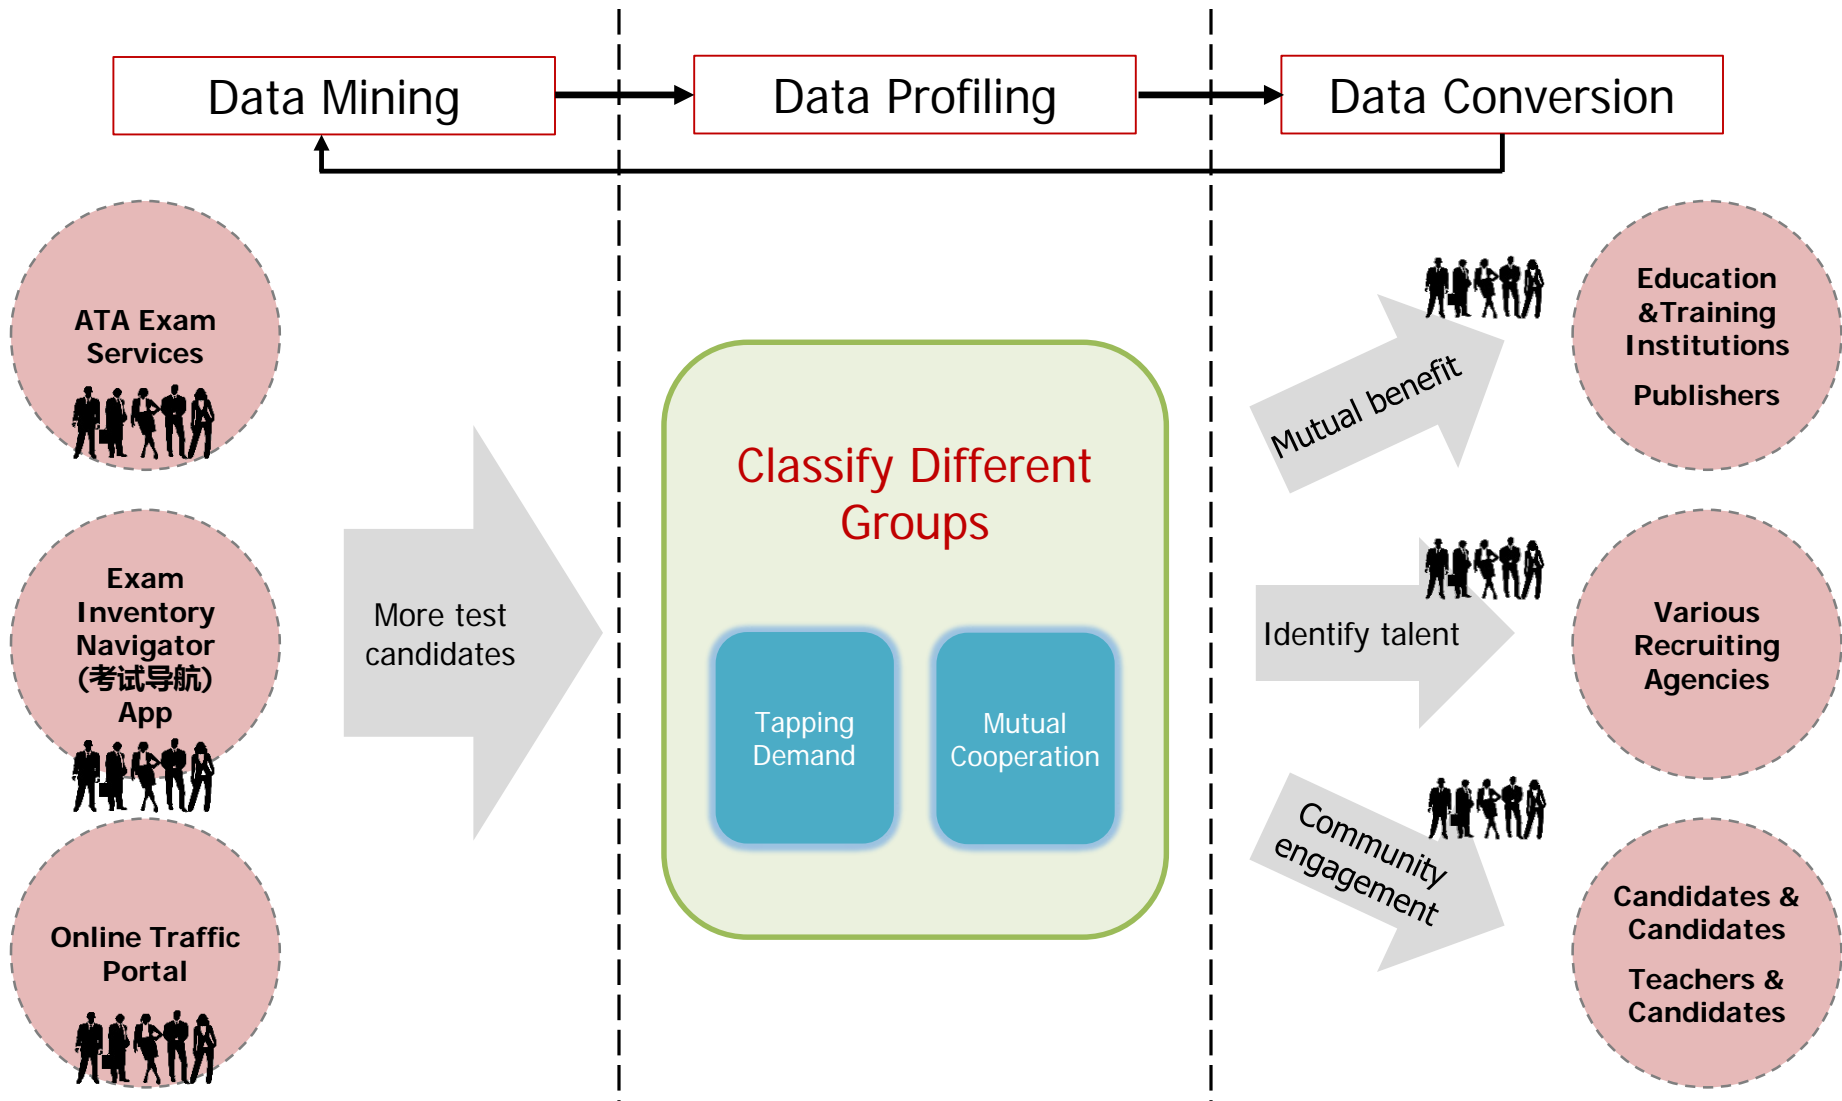 Data Mining
Data Profiling
Data Conversion
ATA Exam
Services
Exam
Inventory
Navigator
(考试导航)
App
Online Traffic
Portal
More test
candidates
Classify Different
Groups
Tapping
Demand
Mutual
Cooperation
Mutual benefit
Identify talent
Community
engagement
Education
&Training
Institutions
Publishers
Various
Recruiting
Agencies
Candidates &
Candidates
Teachers &
Candidates